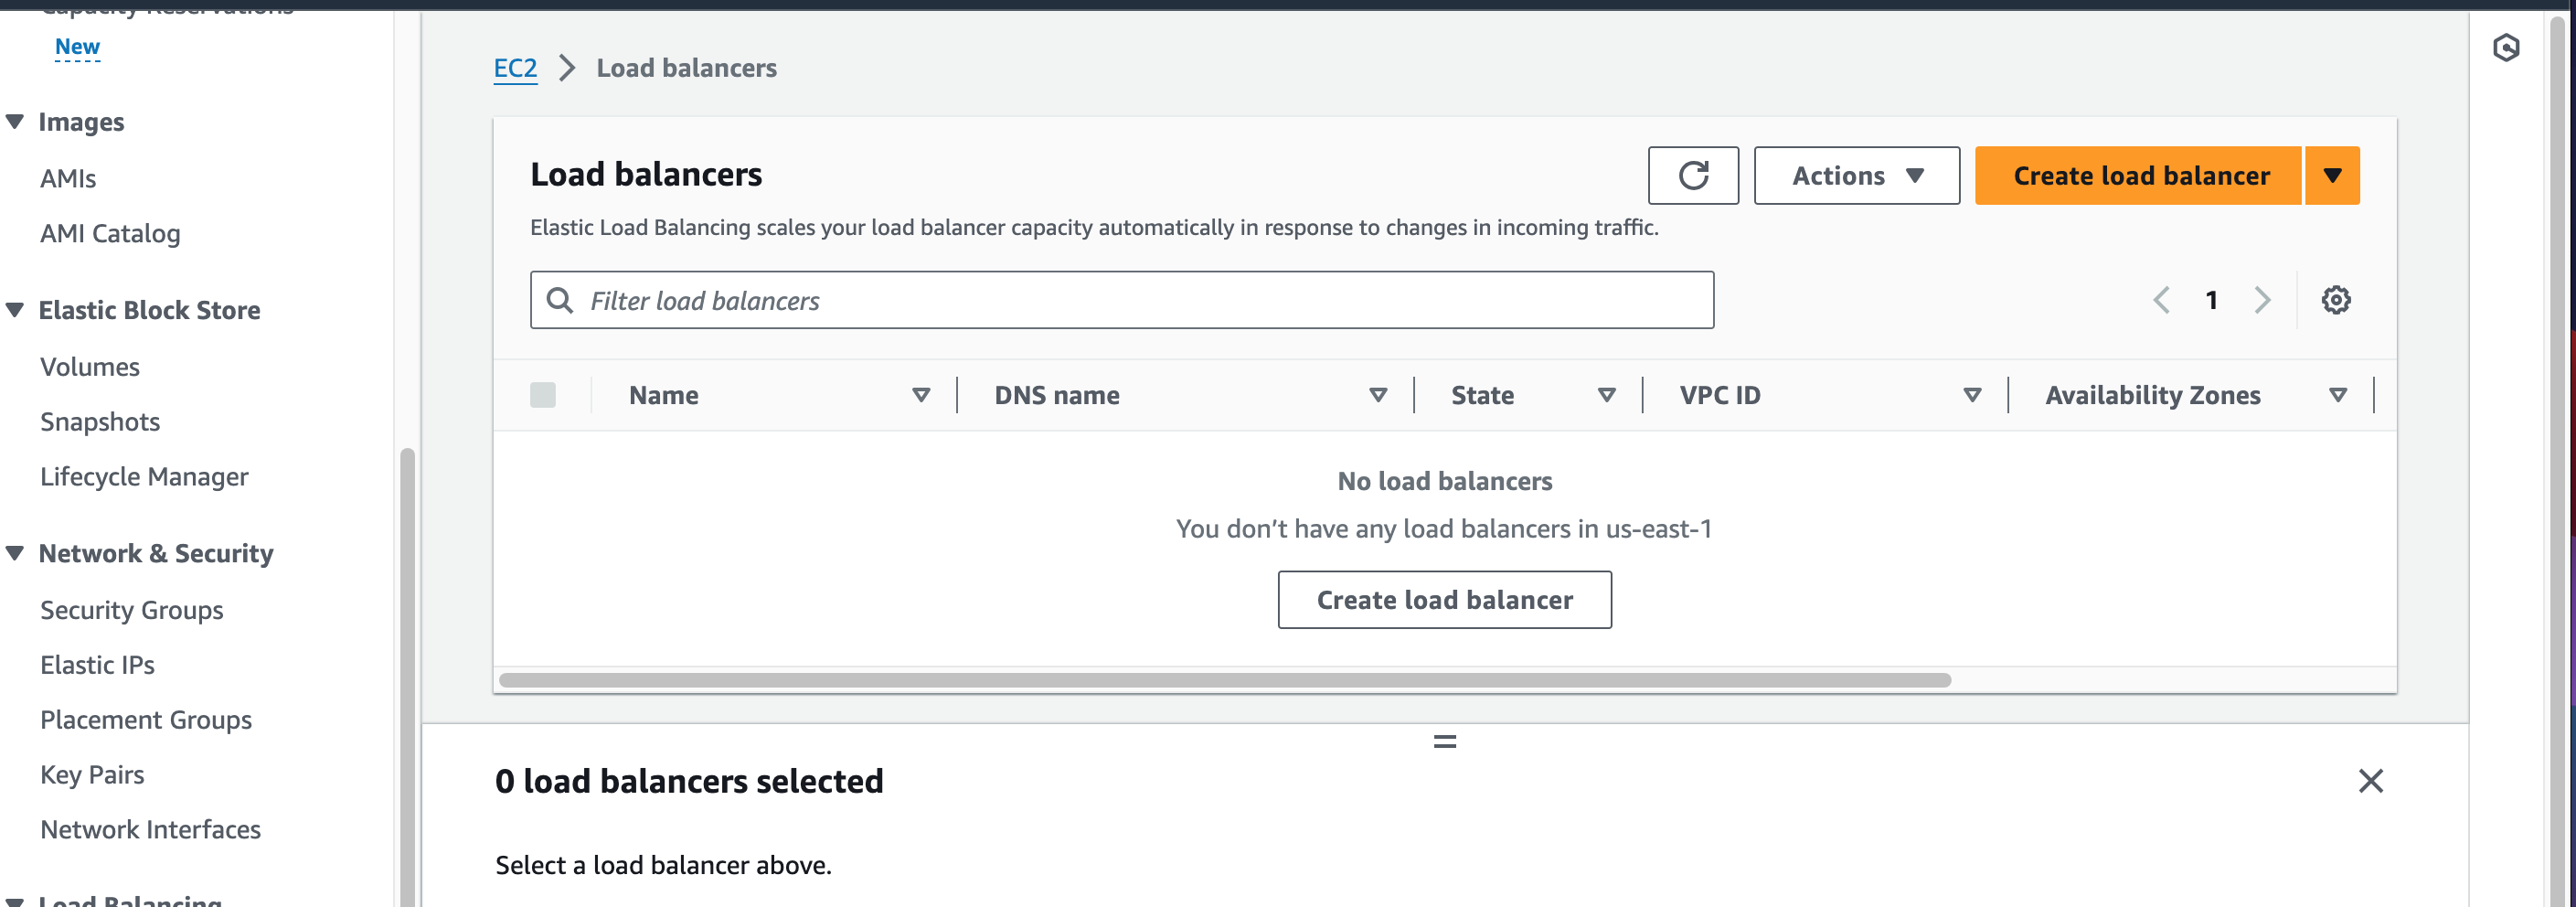 Capacity Reservations
New
Images
AMIs
AMI Catalog
Elastic Block Store
Volumes
Snapshots
Lifecycle Manager
Network & Security
Security Groups
Elastic IPs
Placement Groups
Key Pairs
Network Interfaces
Load Balancing
EC2 Load balancers
Load balancers
Actions
Create load balancer
Elastic Load Balancing scales your load balancer capacity automatically in response to changes in incoming traffic.
Filter load balancers
1
Name DNS name State VPC ID Availability Zones
No load balancers
You don’t have any load balancers in us-east-1
Create load balancer
0 load balancers selected
Select a load balancer above.